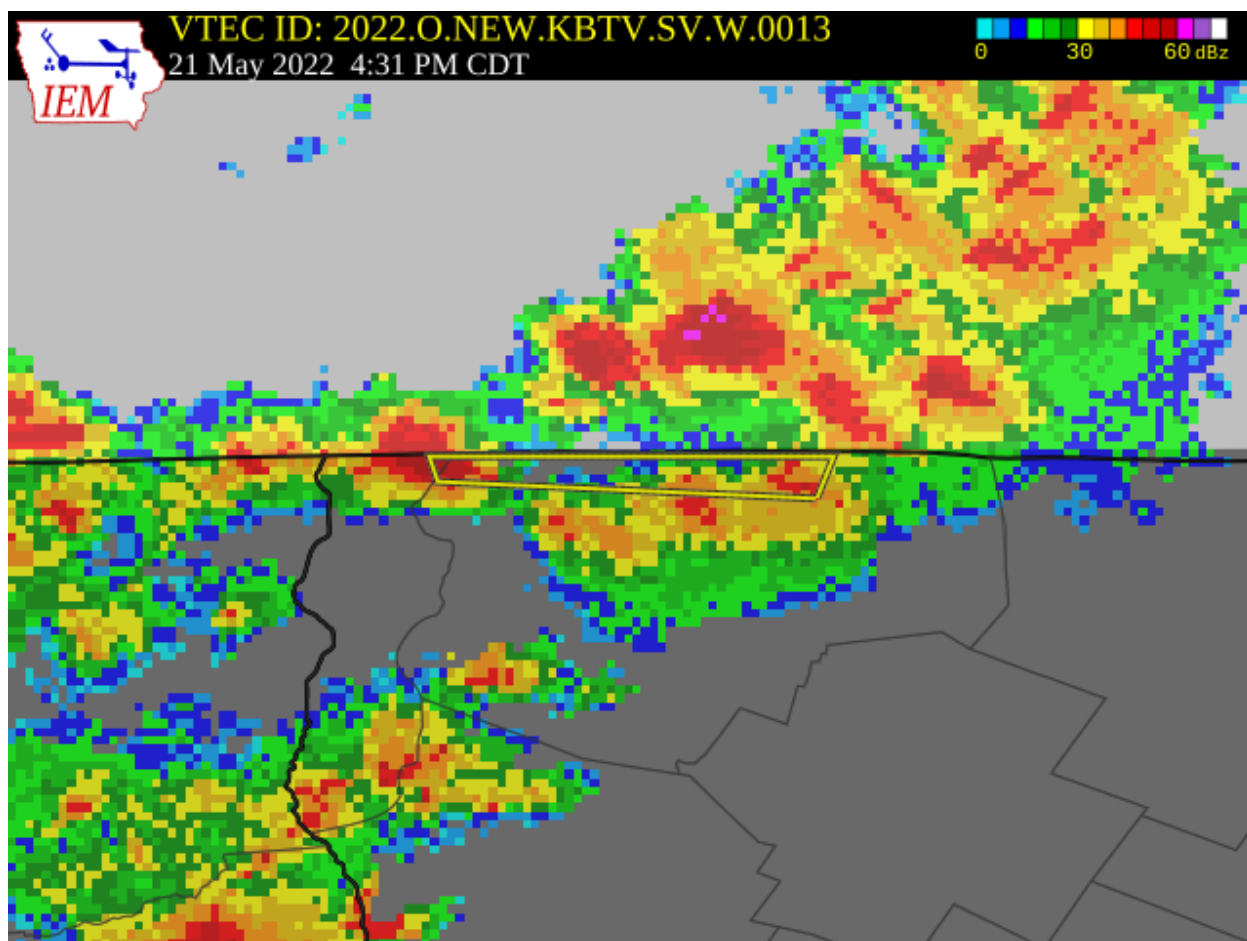 VTEC ID: 2022.O.NEW.KBTV.SV.W.0013
21 May 2022  4:31 PM CDT
IEM
0 30 60 dBz